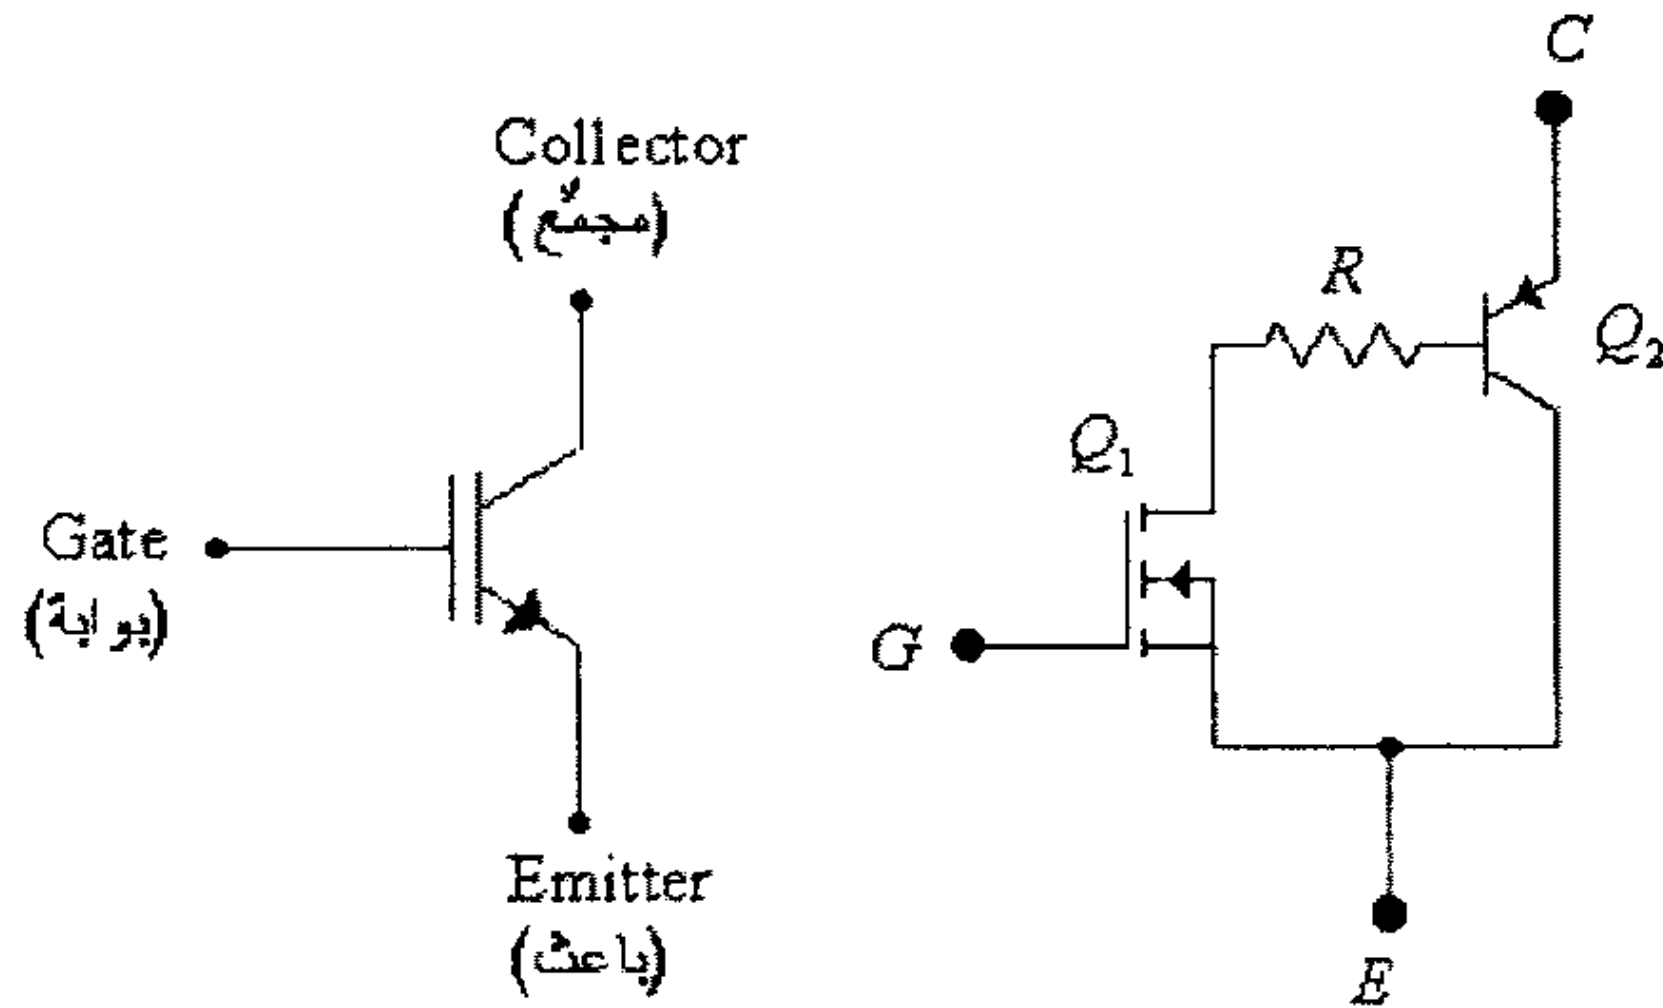 Collector
(مجمّع)
Gate
(بوابة)
Emitter
(باعث)
C
R
Q₂
Q₁
G
E